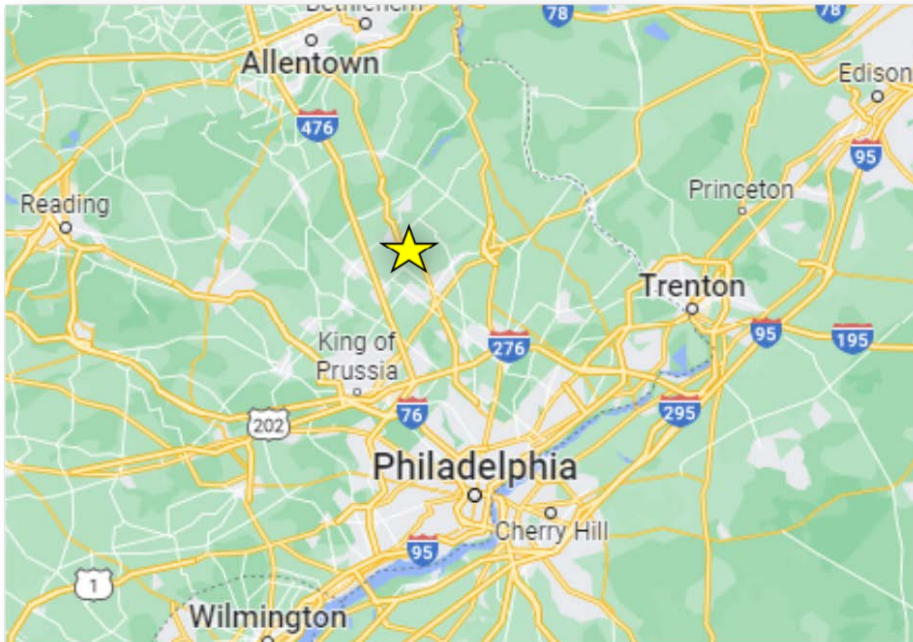 Bethlehem
78
78
Allentown
Edison
476
95
Princeton
Reading
Trenton
King of
Prussia
276
95
195
76
295
202
Philadelphia
Cherry Hill
95
1
Wilmington